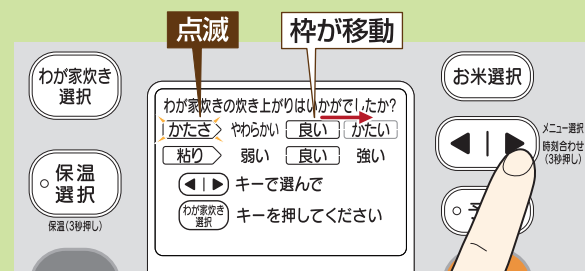 点滅 枠が移動
わが家炊き
選択
保温
選択
保温(3秒押し)
わが家炊きの炊き上がりはいかがでしたか?
かたさ やわらかい 良い かたい
粘り 弱い 良い 強い
◀|▶ キーで選んで
わが家炊き
選択 キーを押してください
お米選択
◀|▶
メニュー選択
時刻合わせ
(3秒押し)